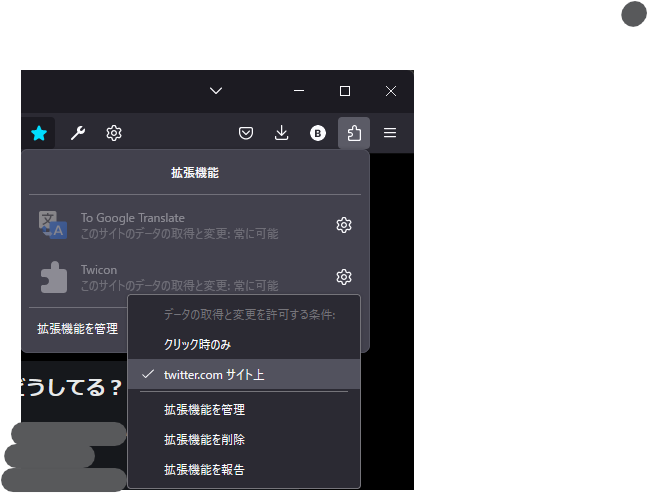 B
拡張機能
To Google Translate
このサイトのデータの取得と変更: 常に可能
Twicon
このサイトのデータの取得と変更: 常に可能
拡張機能を管理
データの取得と変更を許可する条件:
クリック時のみ
twitter.com サイト上
拡張機能を管理
拡張機能を削除
拡張機能を報告
どうしてる？